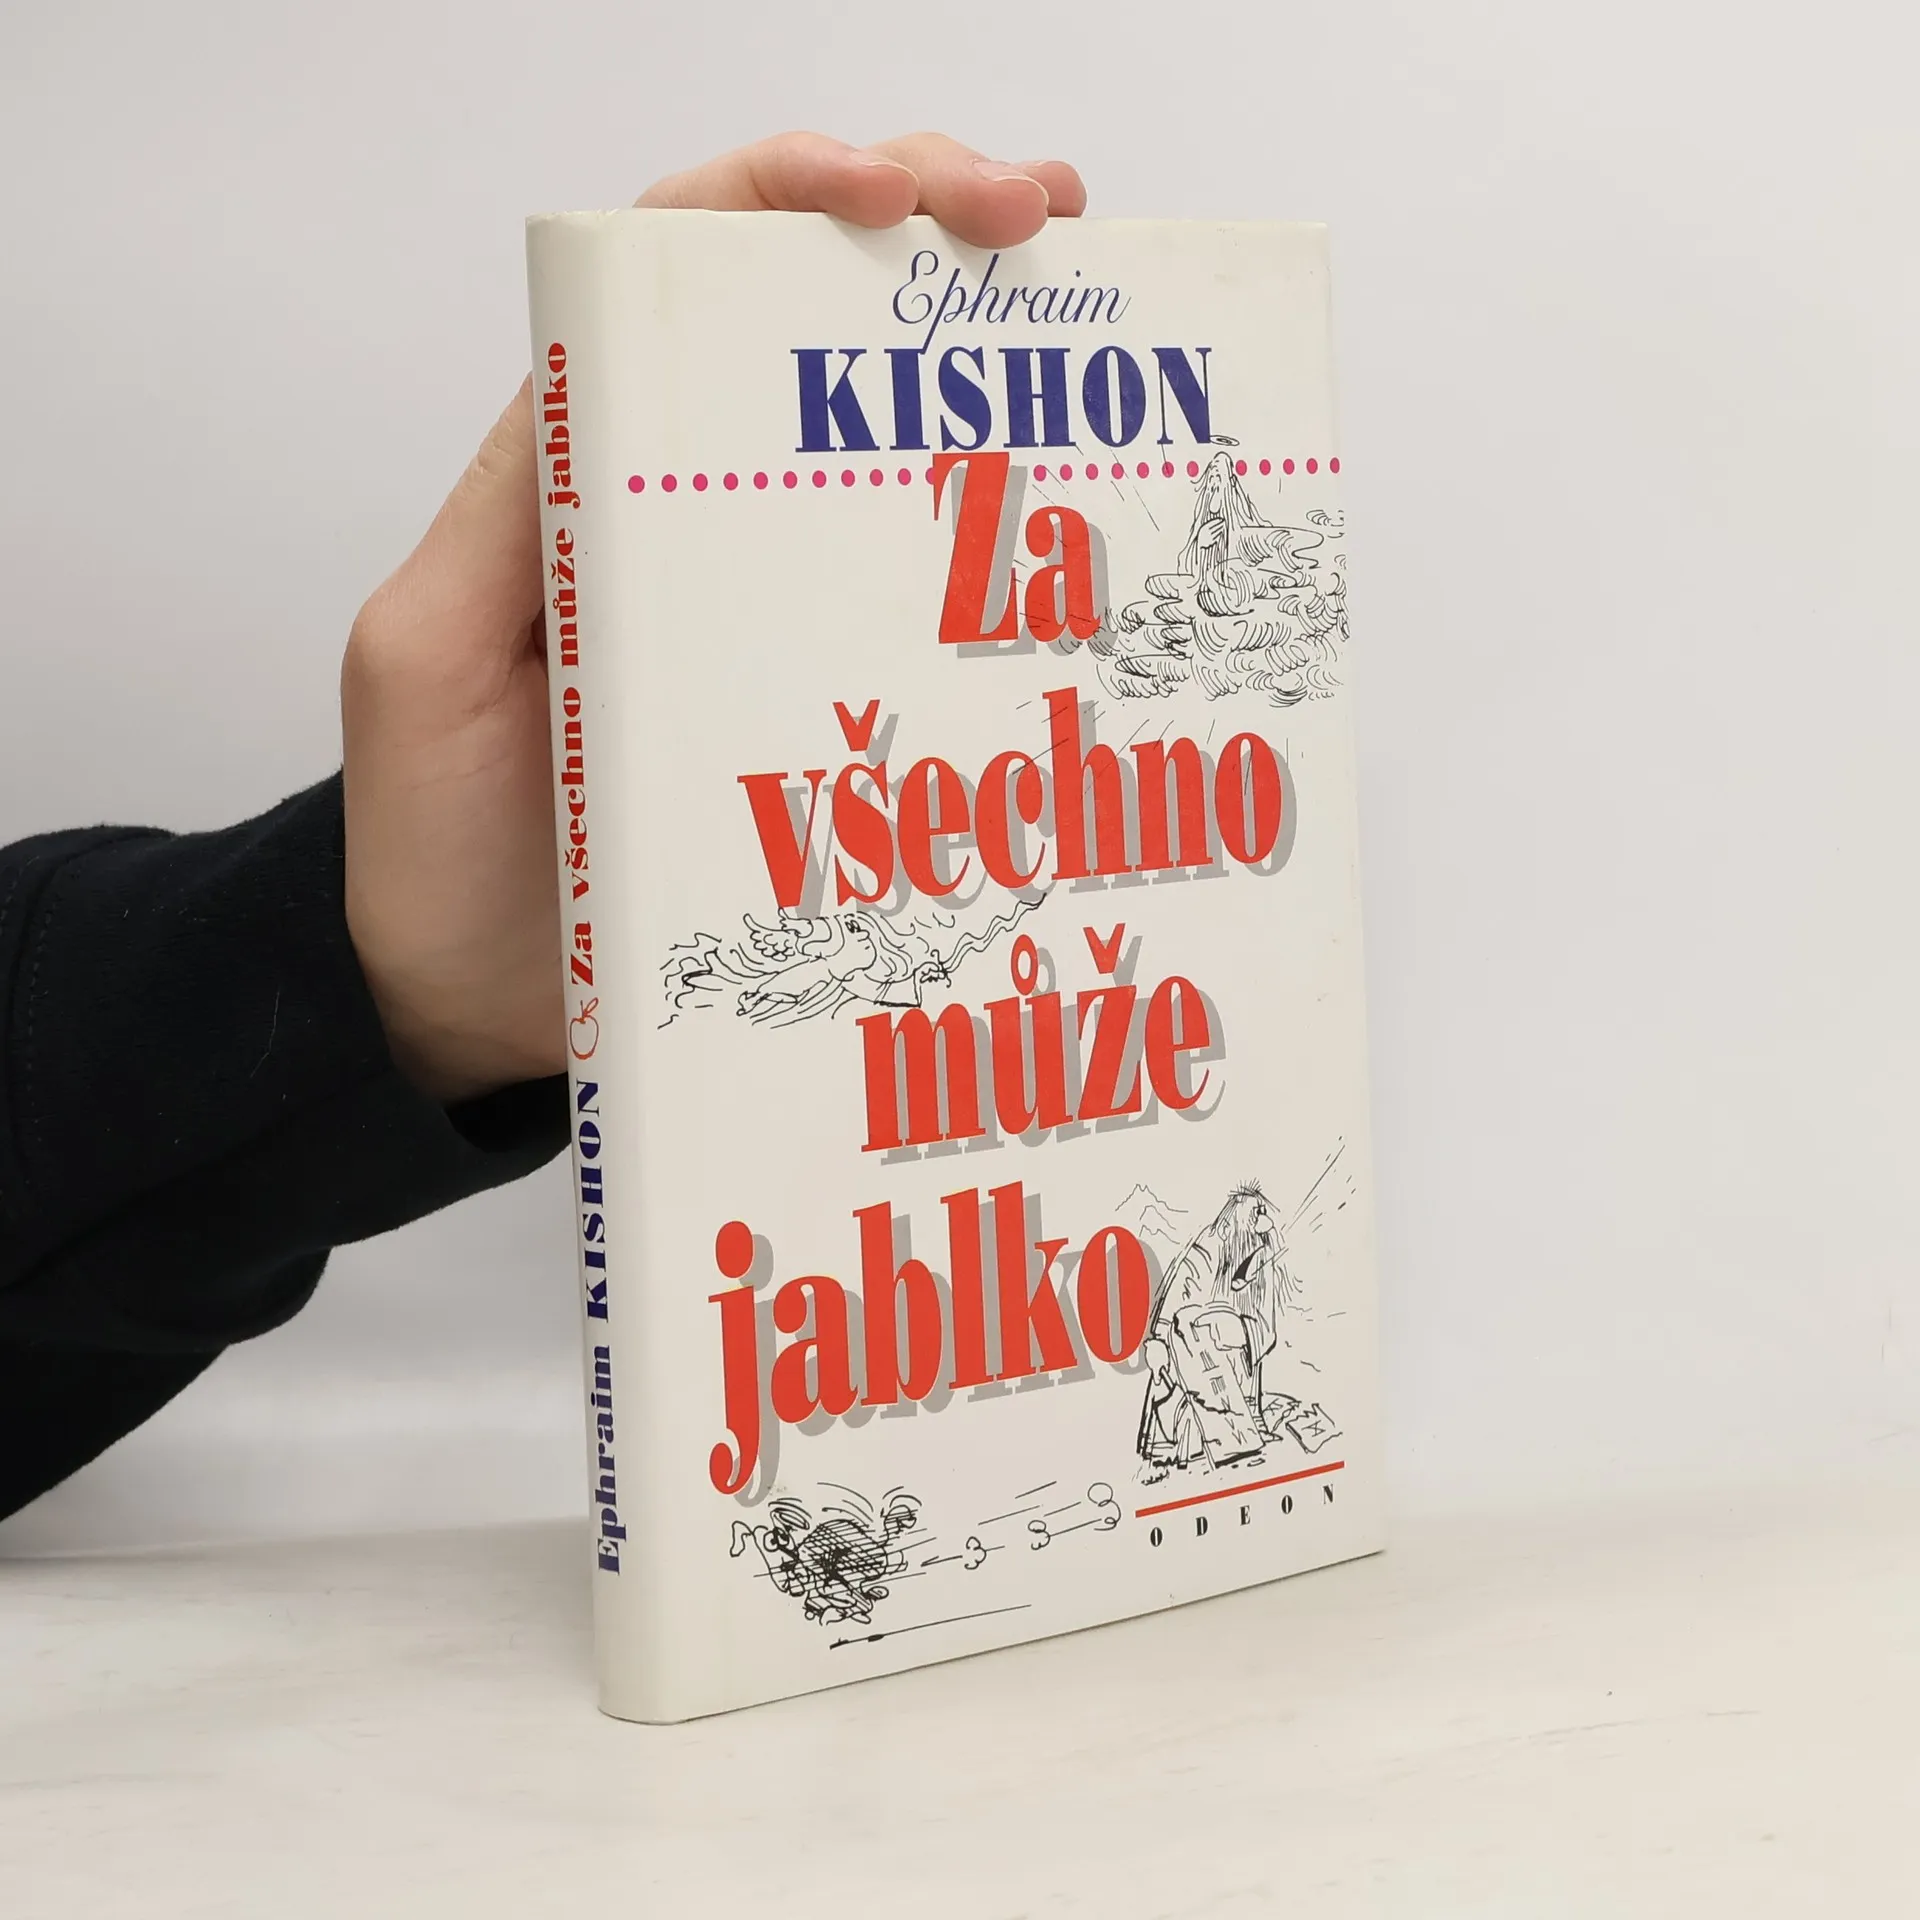 Ephraim
KISHON
Za
všechno
může
jablko
ODEON
Ephraim KISHON Za všechno může jablko